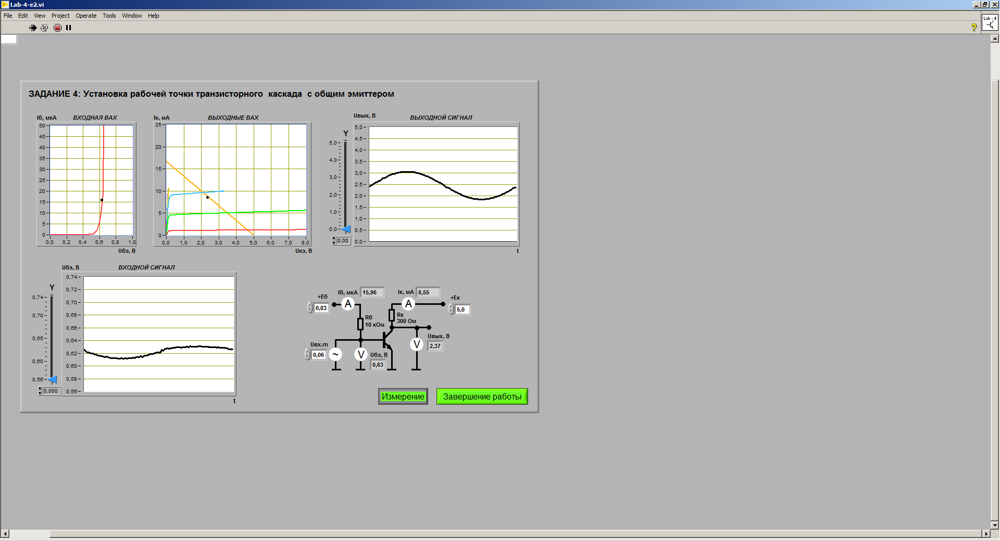 Lab-4-e2.vi
File Edit View Project Operate Tools Window Help
Lab - 4
?
ЗАДАНИЕ 4: Установка рабочей точки транзисторного каскада с общим эмиттером
Iб, мкА ВХОДНАЯ ВАХ
50
45
40
35
30
25
20
15
10
5
0
0,0 0,2 0,4 0,6 0,8 1,0
Uбэ, В
Iк, мА ВЫХОДНЫЕ ВАХ
25
20
15
10
5
0
0,0 1,0 2,0 3,0 4,0 5,0 6,0 7,0 8,0
Uкэ, В
Y
5,0
4,0
3,0
2,0
1,0
0,0
0,00
Uвых, В ВЫХОДНОЙ СИГНАЛ
5,0
4,5
4,0
3,5
3,0
2,5
2,0
1,5
1,0
0,5
0,0
t
Y
0,74
0,70
0,65
0,60
0,56
0,000
Uбэ, В ВХОДНОЙ СИГНАЛ
0,74
0,72
0,70
0,68
0,66
0,64
0,62
0,60
0,58
0,56
t
Iб, мкА 15,96
Iк, мА 8,55
+Еб
0,83
A
A
+Ек
5,0
Rб
10 кОм
Rк
300 Ом
Uвх.m
0,06
~
V
Uбэ, В
0,63
V
Uвых, В
2,37
Измерение
Завершение работы